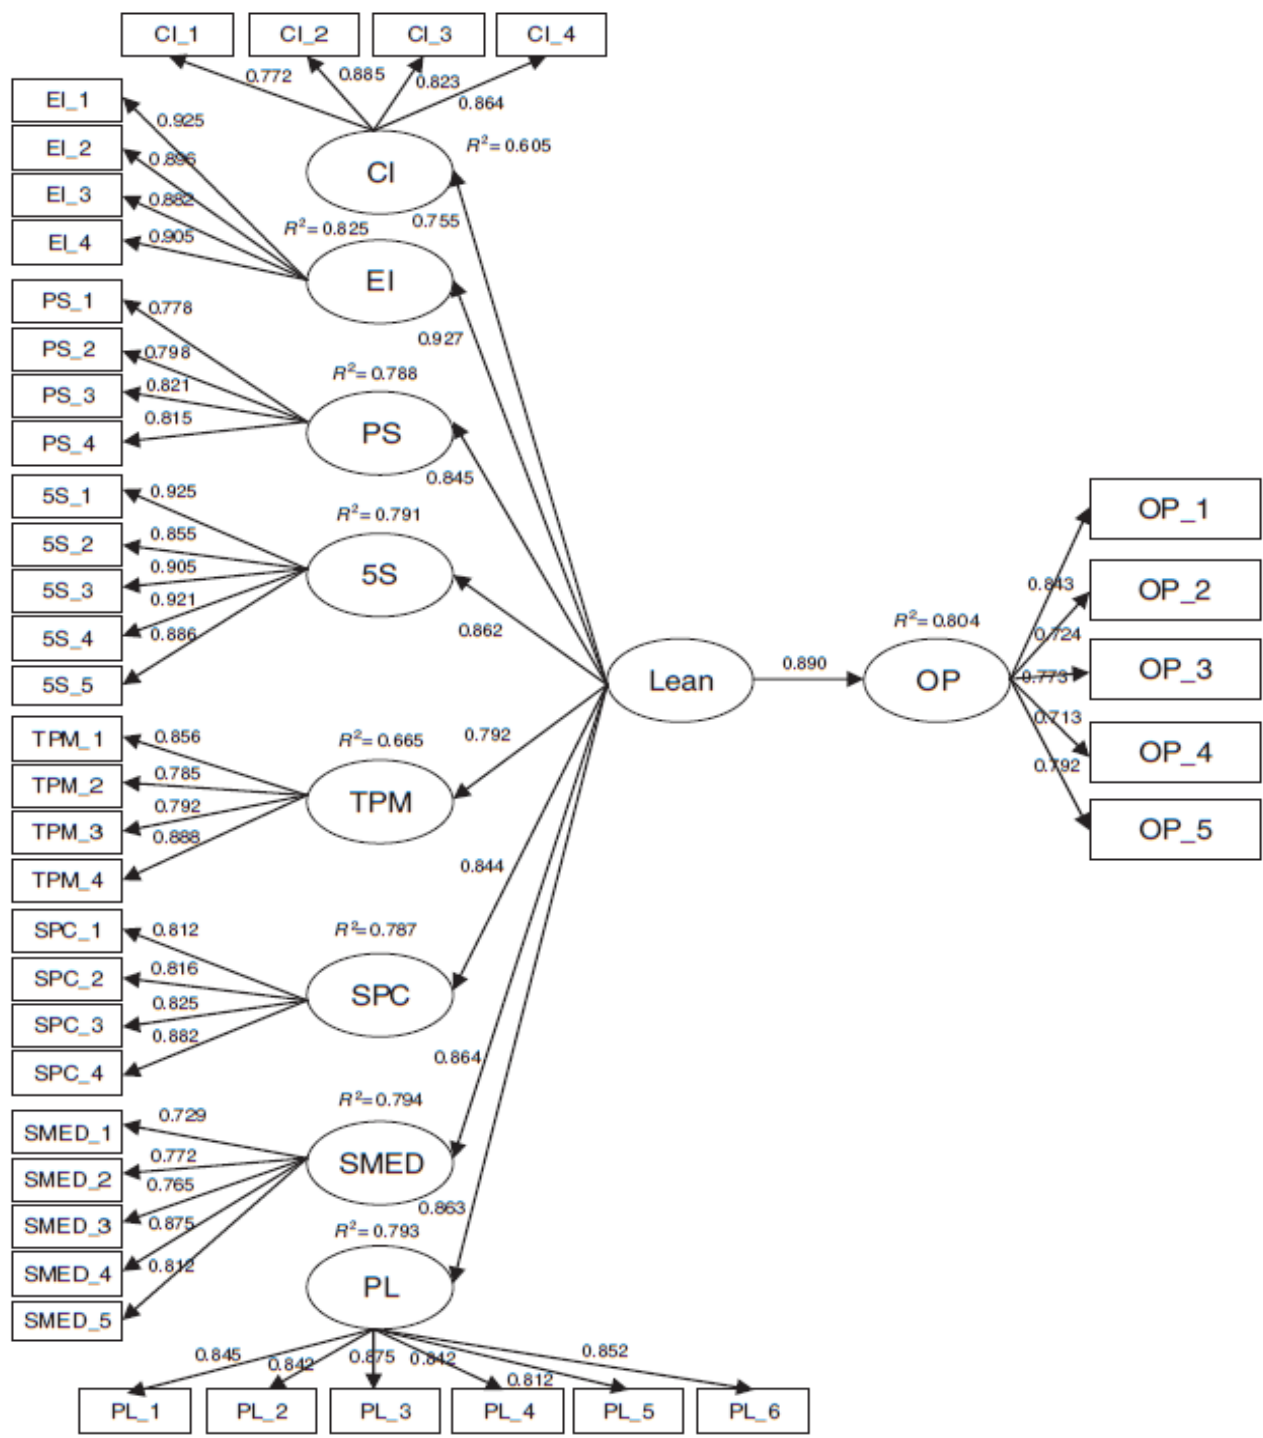 CI_1 CI_2 CI_3 CI_4
0.772 0.885 0.823 0.864
EI_1
EI_2
EI_3
EI_4
0.925
0.896
0.882
0.905
CI
R²= 0.605
0.755
R²= 0.825
EI
0.927
PS_1
PS_2
PS_3
PS_4
0.778
0.798
0.821
0.815
R²= 0.788
PS
0.845
5S_1
5S_2
5S_3
5S_4
5S_5
0.925
0.855
0.905
0.921
0.886
R²= 0.791
5S
0.862
TPM_1
TPM_2
TPM_3
TPM_4
0.856
0.785
0.792
0.888
R²= 0.665
TPM
0.792
SPC_1
SPC_2
SPC_3
SPC_4
0.812
0.816
0.825
0.882
R²= 0.787
SPC
0.844
SMED_1
SMED_2
SMED_3
SMED_4
SMED_5
0.729
0.772
0.765
0.875
0.812
R²= 0.794
SMED
0.864
R²= 0.793
PL
0.863
0.845 0.842 0.875 0.842 0.812 0.852
PL_1 PL_2 PL_3 PL_4 PL_5 PL_6
Lean
0.890
R²= 0.804
OP
0.843
0.724
0.773
0.713
0.792
OP_1
OP_2
OP_3
OP_4
OP_5